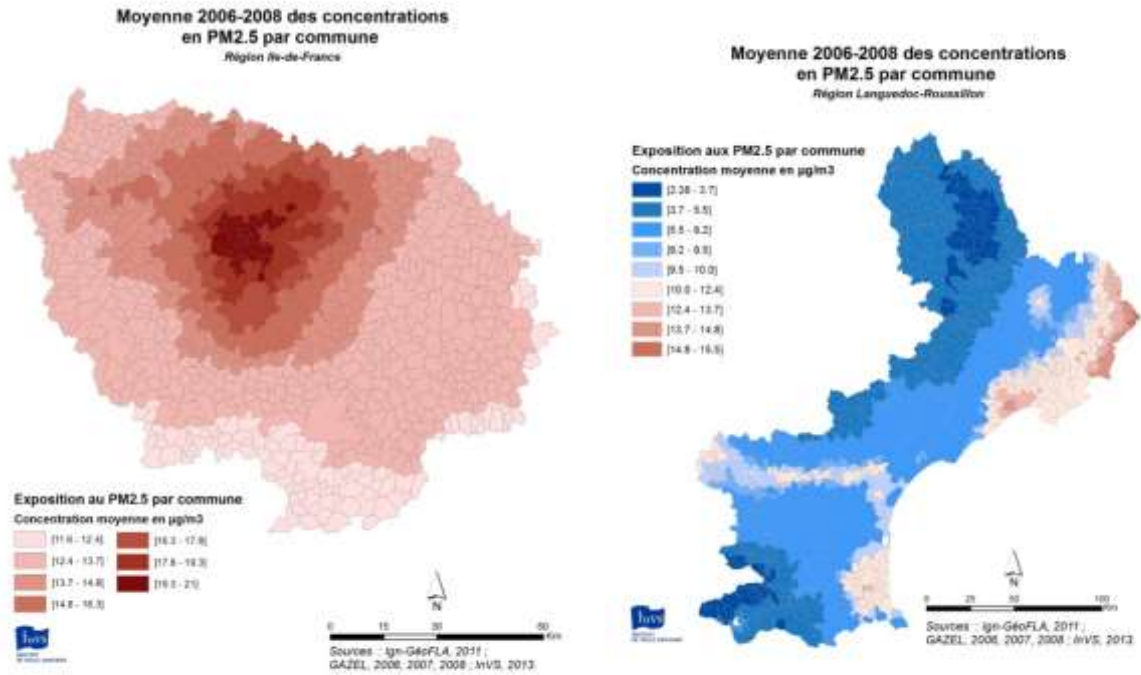 Moyenne 2006-2008 des concentrations
en PM2.5 par commune
Région Ile-de-France
Exposition au PM2.5 par commune
Concentration moyenne en µg/m3
[11.6 - 12.4]
]12.4 - 13.7]
]13.7 - 14.8]
]14.8 - 16.3]
]16.3 - 17.8]
]17.8 - 19.3]
]19.3 - 21]
InVS
N
0 15 30 60
Km
Sources : Ign-GéoFLA, 2011 ;
GAZEL, 2006, 2007, 2008 ; InVS, 2013
Moyenne 2006-2008 des concentrations
en PM2.5 par commune
Région Languedoc-Roussillon
Exposition aux PM2.5 par commune
Concentration moyenne en µg/m3
[2.38 - 3.7]
]3.7 - 5.5]
- 10.0]
]10.0 - 12.4]
]12.4 - 13.7]
]13.7 - 14.8]
]14.8 - 15.5]
InVS
N
0 25 50 100
Km
Sources : Ign-GéoFLA, 2011 ;
GAZEL, 2006, 2007, 2008 ; InVS, 2013